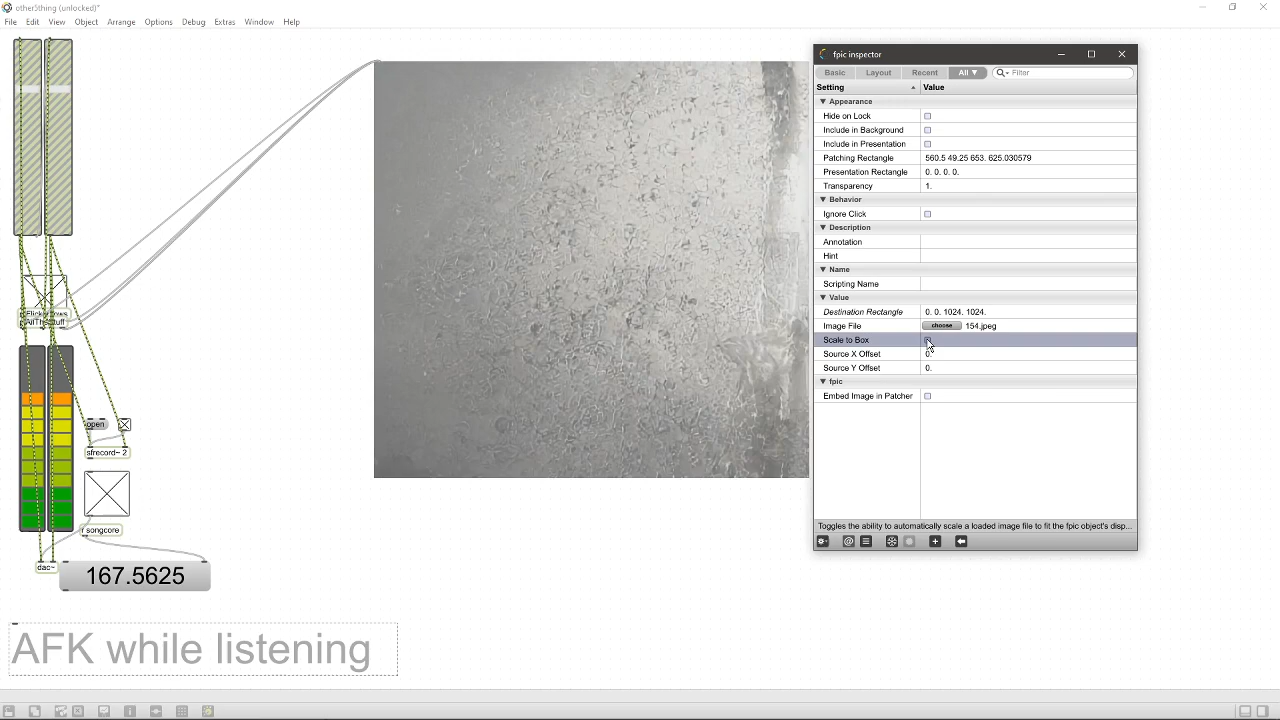 other5thing (unlocked)*
File Edit View Object Arrange Options Debug Extras Window Help
fpic inspector
Basic Layout Recent All ▼ Filter
Setting Value
Appearance
Hide on Lock
Include in Background
Include in Presentation
Patching Rectangle 560.5 49.25 653. 625.030579
Presentation Rectangle 0. 0. 0. 0.
Transparency 1.
Behavior
Ignore Click
Description
Annotation
Hint
Name
Scripting Name
Value
Destination Rectangle 0. 0. 1024. 1024.
Image File choose 154.jpeg
Scale to Box
Source X Offset
Source Y Offset 0.
fpic
Embed Image in Patcher
Toggles the ability to automatically scale a loaded image file to fit the fpic object's disp...
open
sfrecord~ 2
r songcore
dac~
167.5625
AFK while listening